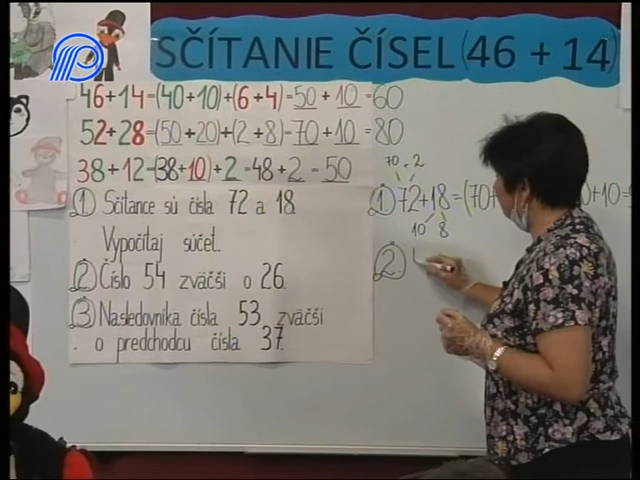 SČÍTANIE ČÍSEL (46 + 14)
46+14=(40+10)+(6+4)=50+10=60
52+28=(50+20)+(2+8)=70+10=80
38+12=(38+10)+2=48+2=50
① Sčítance sú čísla 72 a 18.
Vypočítaj súčet.
② Číslo 54 zväčši o 26.
③ Nasledovníka čísla 53 zväčši
o predchodcu čísla 37.
70 2
① 72+18=(70+ 0+10=
10 8
②